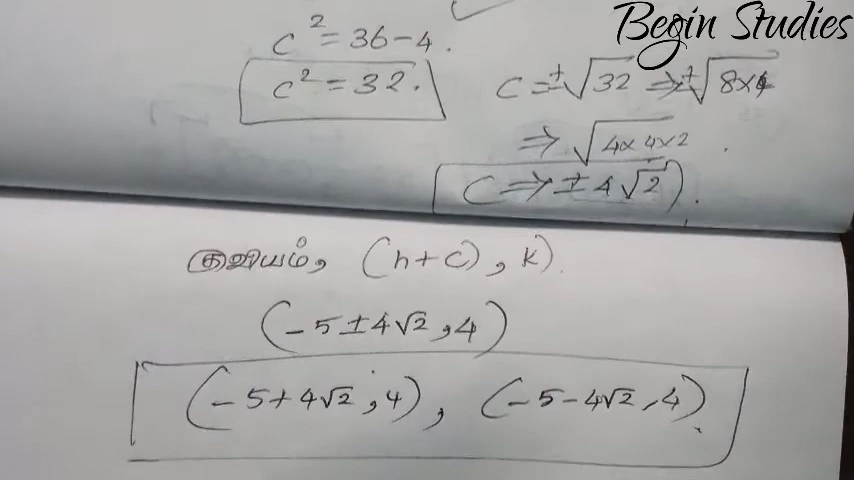 Begin Studies
c² = 36 - 4.
c² = 32.
c = ±√32 ⇒ ±√8×4
⇒ √4×4×2.
c ⇒ ±4√2).
குவியம், (h+c), k).
(-5 ± 4√2, 4)
(-5+4√2, 4), (-5-4√2, 4).